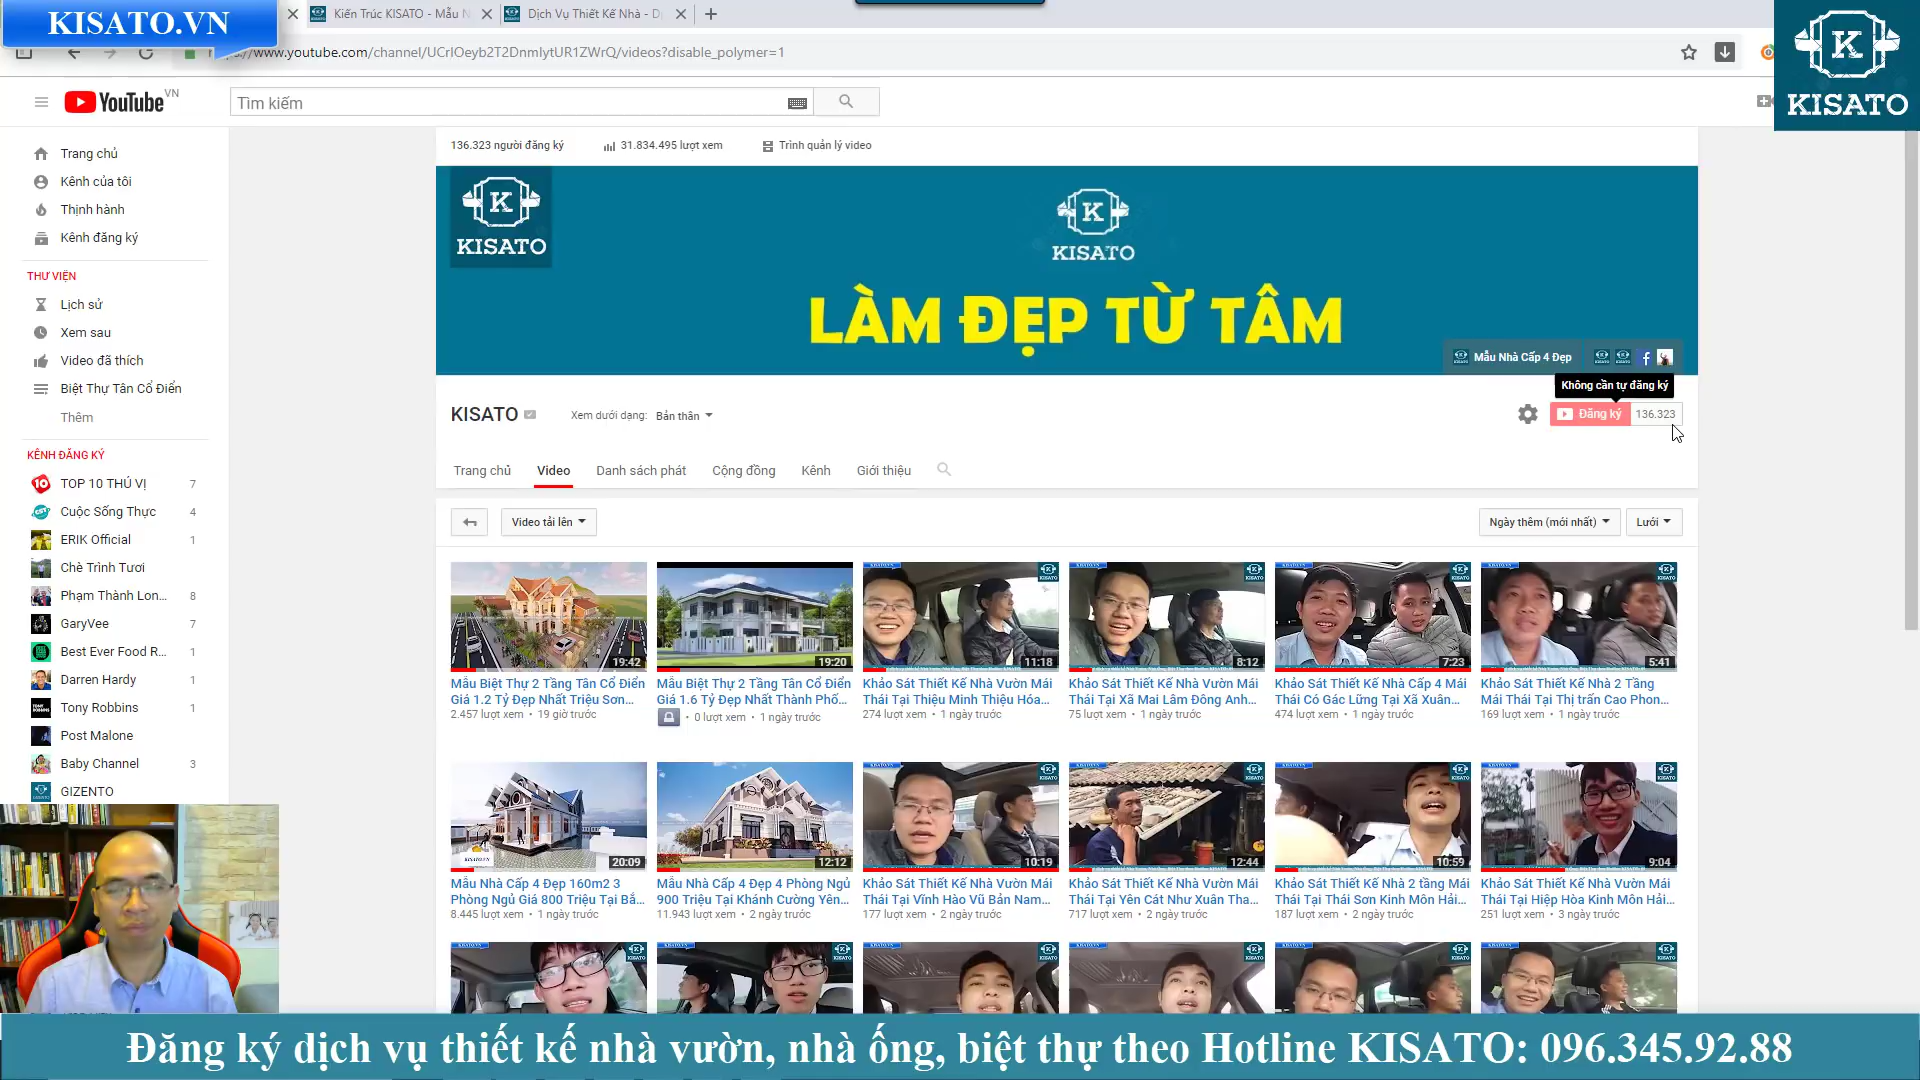 KISATO.VN
Kiến Trúc KISATO - Mẫu N
Dịch Vụ Thiết Kế Nhà - D
www.youtube.com/channel/UCrIOeyb2T2DnmIytUR1ZWrQ/videos?disable_polymer=1
K
KISATO
YouTube VN
Tìm kiếm
136.323 người đăng ký
31.834.495 lượt xem
Trình quản lý video
Trang chủ
Kênh của tôi
Thịnh hành
Kênh đăng ký
THƯ VIỆN
Lịch sử
Xem sau
Video đã thích
Biệt Thự Tân Cổ Điển
Thêm
KÊNH ĐĂNG KÝ
TOP 10 THÚ VỊ 7
Cuộc Sống Thực 4
ERIK Official 1
Chè Trình Tươi
Phạm Thành Lon... 8
GaryVee 7
Best Ever Food R... 1
Darren Hardy 1
Tony Robbins 1
Post Malone
Baby Channel 3
GIZENTO
K
KISATO
K
KISATO
LÀM ĐẸP TỪ TÂM
Mẫu Nhà Cấp 4 Đẹp
Không cần tự đăng ký
KISATO
Xem dưới dạng: Bản thân
Đăng ký 136.323
Trang chủ
Video
Danh sách phát
Cộng đồng
Kênh
Giới thiệu
Video tải lên
Ngày thêm (mới nhất)
Lưới
19:42
19:20
11:18
8:12
7:23
5:41
Mẫu Biệt Thự 2 Tầng Tân Cổ Điển
Giá 1.2 Tỷ Đẹp Nhất Triệu Sơn...
2.457 lượt xem • 19 giờ trước
Mẫu Biệt Thự 2 Tầng Tân Cổ Điển
Giá 1.6 Tỷ Đẹp Nhất Thành Phố...
• 0 lượt xem • 1 ngày trước
Khảo Sát Thiết Kế Nhà Vườn Mái
Thái Tại Thiệu Minh Thiệu Hóa...
274 lượt xem • 1 ngày trước
Khảo Sát Thiết Kế Nhà Vườn Mái
Thái Tại Xã Mai Lâm Đông Anh...
75 lượt xem • 1 ngày trước
Khảo Sát Thiết Kế Nhà Cấp 4 Mái
Thái Có Gác Lững Tại Xã Xuân...
474 lượt xem • 1 ngày trước
Khảo Sát Thiết Kế Nhà 2 Tầng
Mái Thái Tại Thị trấn Cao Phon...
169 lượt xem • 1 ngày trước
20:09
12:12
10:19
12:44
10:59
9:04
Mẫu Nhà Cấp 4 Đẹp 160m2 3
Phòng Ngủ Giá 800 Triệu Tại Bắ...
8.445 lượt xem • 1 ngày trước
Mẫu Nhà Cấp 4 Đẹp 4 Phòng Ngủ
900 Triệu Tại Khánh Cường Yên...
11.943 lượt xem • 2 ngày trước
Khảo Sát Thiết Kế Nhà Vườn Mái
Thái Tại Vĩnh Hào Vũ Bản Nam...
177 lượt xem • 2 ngày trước
Khảo Sát Thiết Kế Nhà Vườn Mái
Thái Tại Yên Cát Như Xuân Tha...
717 lượt xem • 2 ngày trước
Khảo Sát Thiết Kế Nhà 2 tầng Mái
Thái Tại Thái Sơn Kinh Môn Hải...
187 lượt xem • 2 ngày trước
Khảo Sát Thiết Kế Nhà Vườn Mái
Thái Tại Hiệp Hòa Kinh Môn Hải...
251 lượt xem • 3 ngày trước
Đăng ký dịch vụ thiết kế nhà vườn, nhà ống, biệt thự theo Hotline KISATO: 096.345.92.88